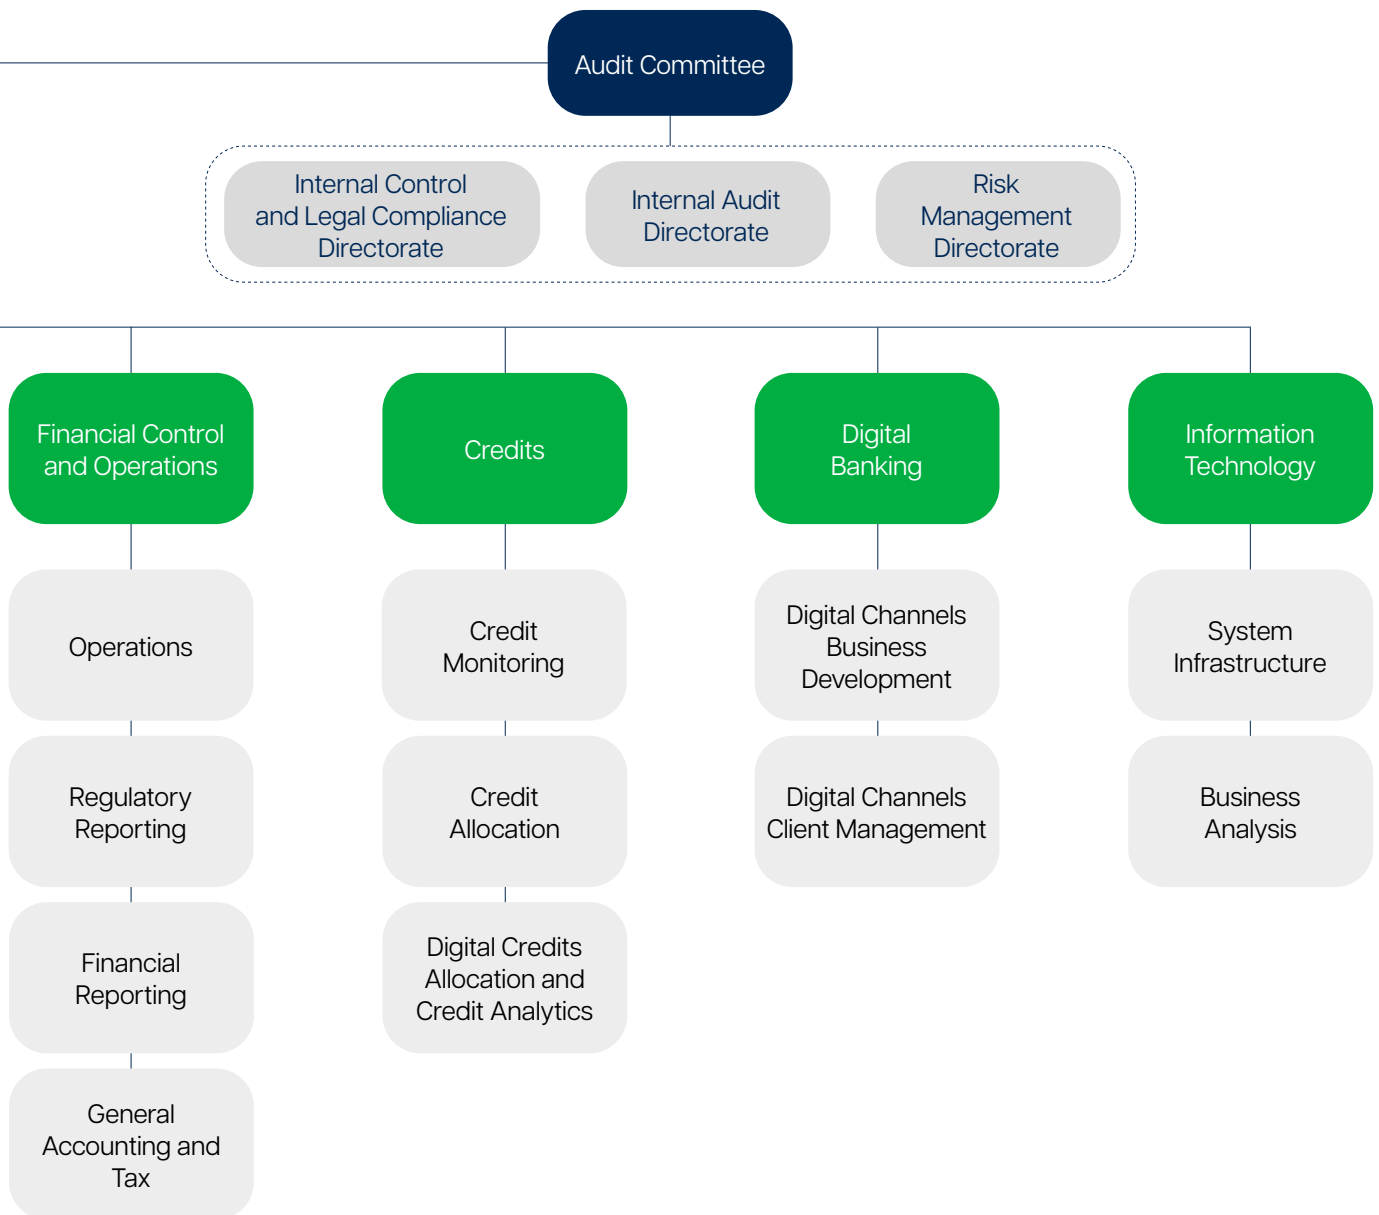 Audit Committee
Internal Control
and Legal Compliance
Directorate
Internal Audit
Directorate
Risk
Management
Directorate
Financial Control
and Operations
Credits
Digital
Banking
Information
Technology
Operations
Credit
Monitoring
Digital Channels
Business
Development
System
Infrastructure
Regulatory
Reporting
Credit
Allocation
Digital Channels
Client Management
Business
Analysis
Financial
Reporting
Digital Credits
Allocation and
Credit Analytics
General
Accounting and
Tax